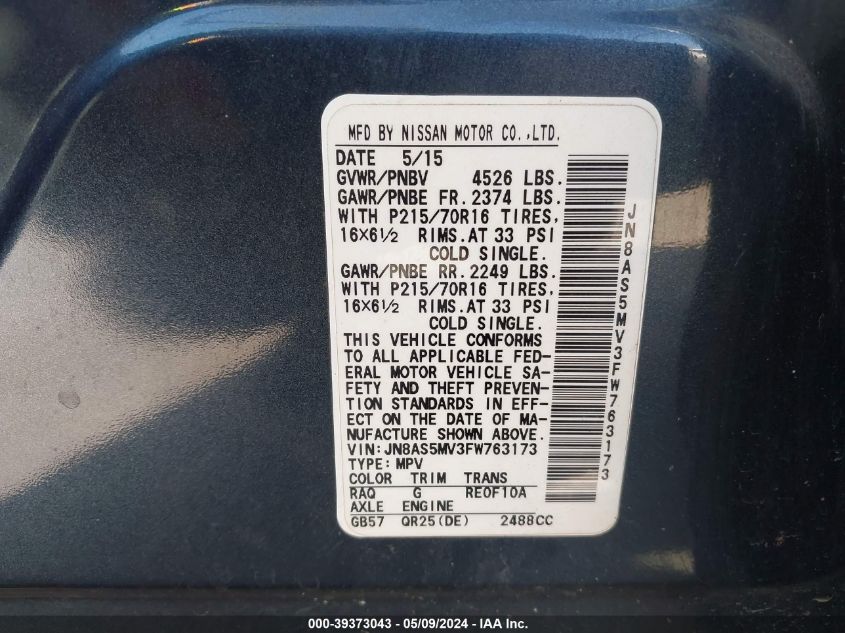 MFD BY NISSAN MOTOR CO.,LTD.
DATE 5/15
GVWR/PNBV 4526 LBS.
GAWR/PNBE FR.2374 LBS.
WITH P215/70R16 TIRES,
16×6½ RIMS.AT 33 PSI
COLD SINGLE.
GAWR/PNBE RR.2249 LBS.
WITH P215/70R16 TIRES,
16×6½ RIMS.AT 33 PSI
COLD SINGLE.
THIS VEHICLE CONFORMS
TO ALL APPLICABLE FED-
ERAL MOTOR VEHICLE SA-
FETY AND THEFT PREVEN-
TION STANDARDS IN EFF-
ECT ON THE DATE OF MA-
NUFACTURE SHOWN ABOVE.
VIN:JN8AS5MV3FW763173
TYPE:MPV
COLOR TRIM TRANS
RAQ G RE0F10A
AXLE ENGINE
GB57 QR25(DE) 2488CC
JN8AS5MV3FW763173
000-39373043 - 05/09/2024 - IAA Inc.